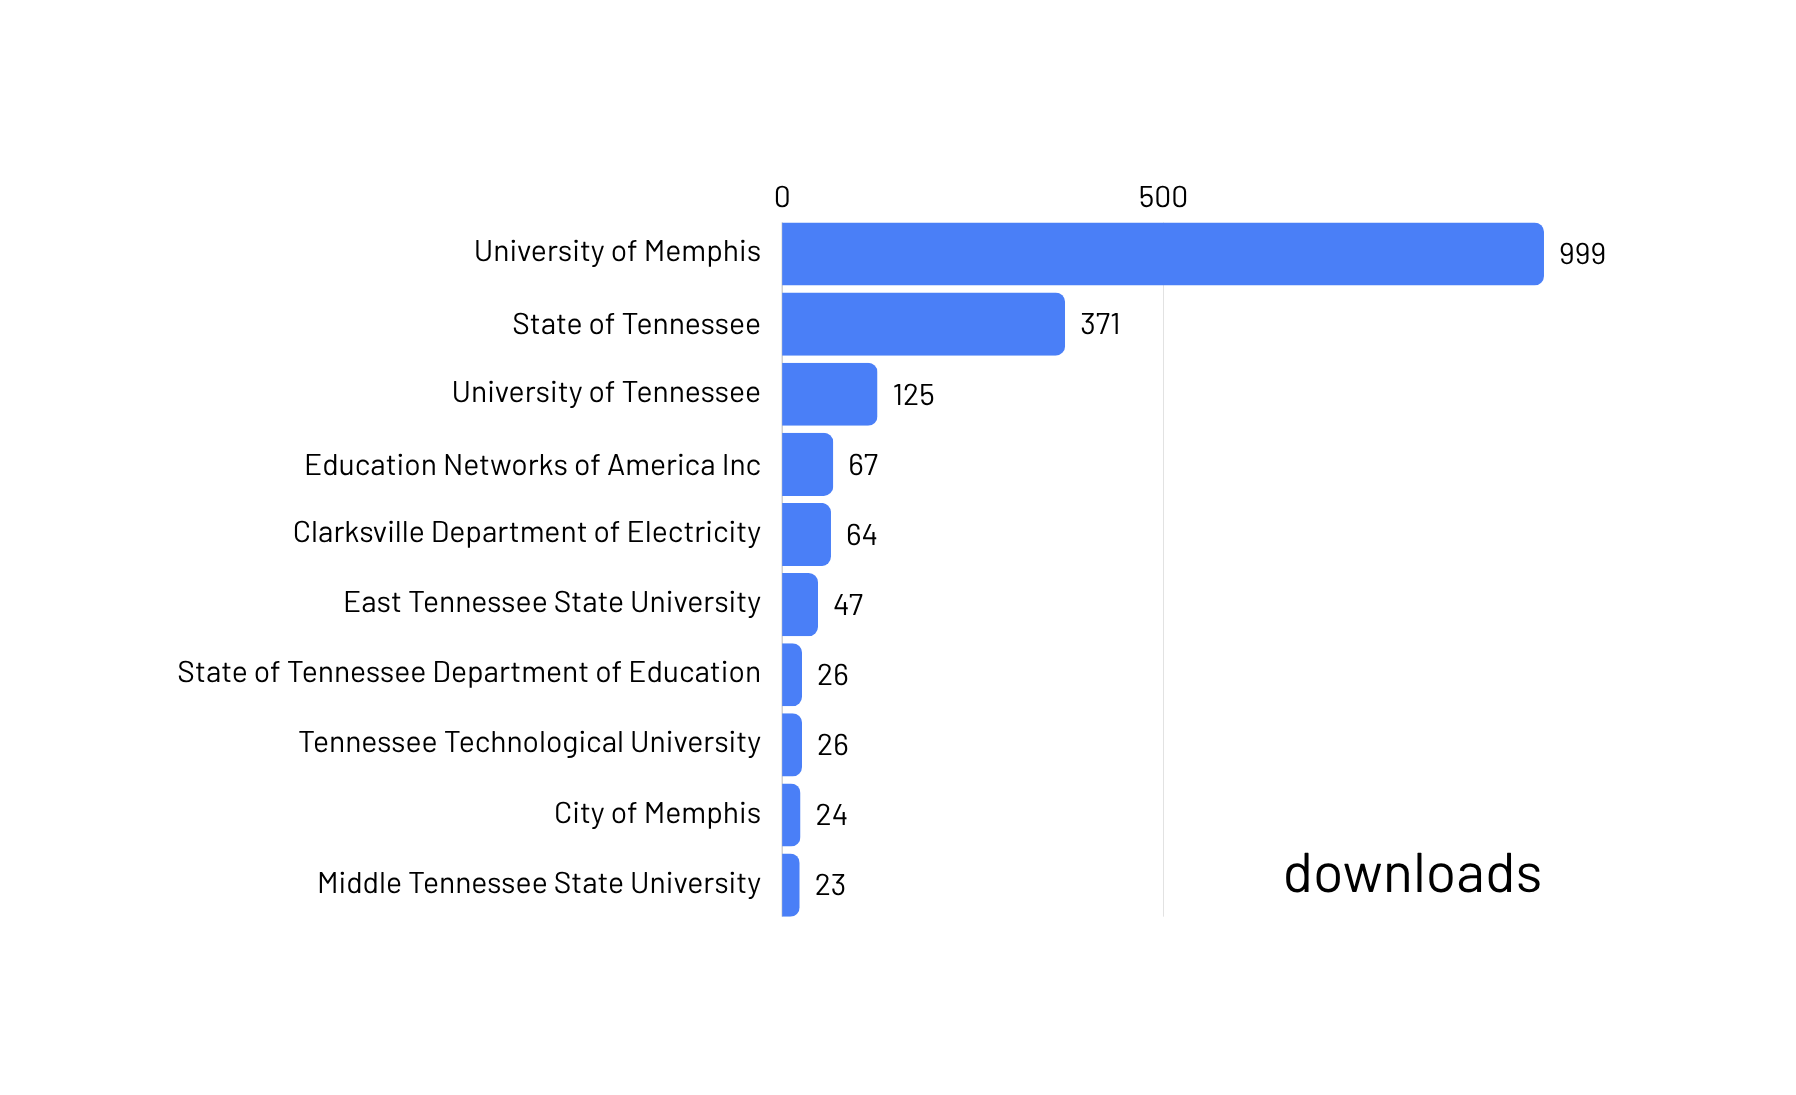 0 500
University of Memphis 999
State of Tennessee 371
University of Tennessee 125
Education Networks of America Inc 67
Clarksville Department of Electricity 64
East Tennessee State University 47
State of Tennessee Department of Education 26
Tennessee Technological University 26
City of Memphis 24
Middle Tennessee State University 23
downloads